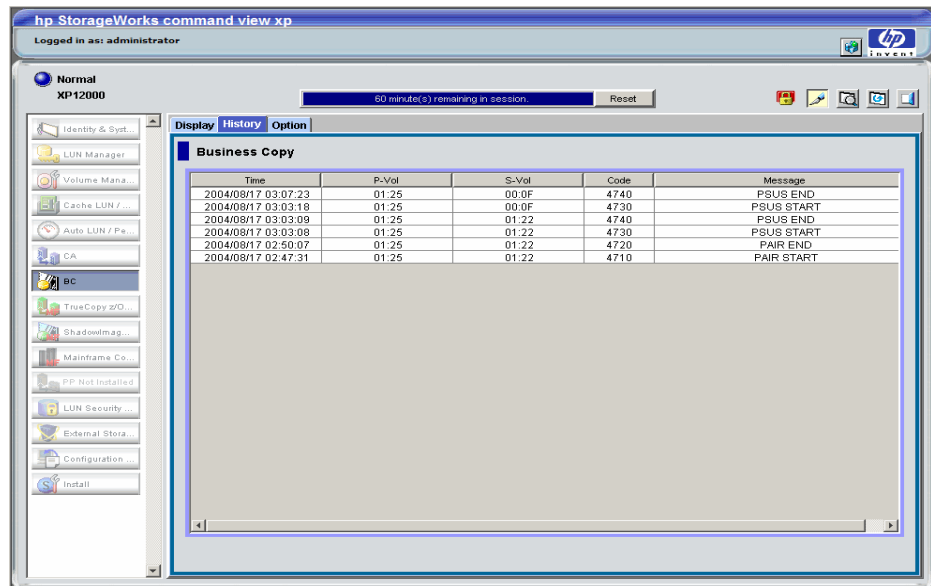 hp StorageWorks command view xp
Logged in as: administrator
hp
invent
Normal
XP12000
60 minute(s) remaining in session.
Reset
Identity & Syst...
LUN Manager
Volume Mana...
Cache LUN / ...
Auto LUN / Pe...
CA
BC
TrueCopy z/O...
ShadowImag...
Mainframe Co...
PP Not Installed
LUN Security ...
External Stora...
Configuration ...
Install
Display History Option
Business Copy
Time P-Vol S-Vol Code Message
2004/08/17 03:07:23 01:25 00:0F 4740 PSUS END
2004/08/17 03:03:18 01:25 00:0F 4730 PSUS START
2004/08/17 03:03:09 01:25 01:22 4740 PSUS END
2004/08/17 03:03:08 01:25 01:22 4730 PSUS START
2004/08/17 02:50:07 01:25 01:22 4720 PAIR END
2004/08/17 02:47:31 01:25 01:22 4710 PAIR START